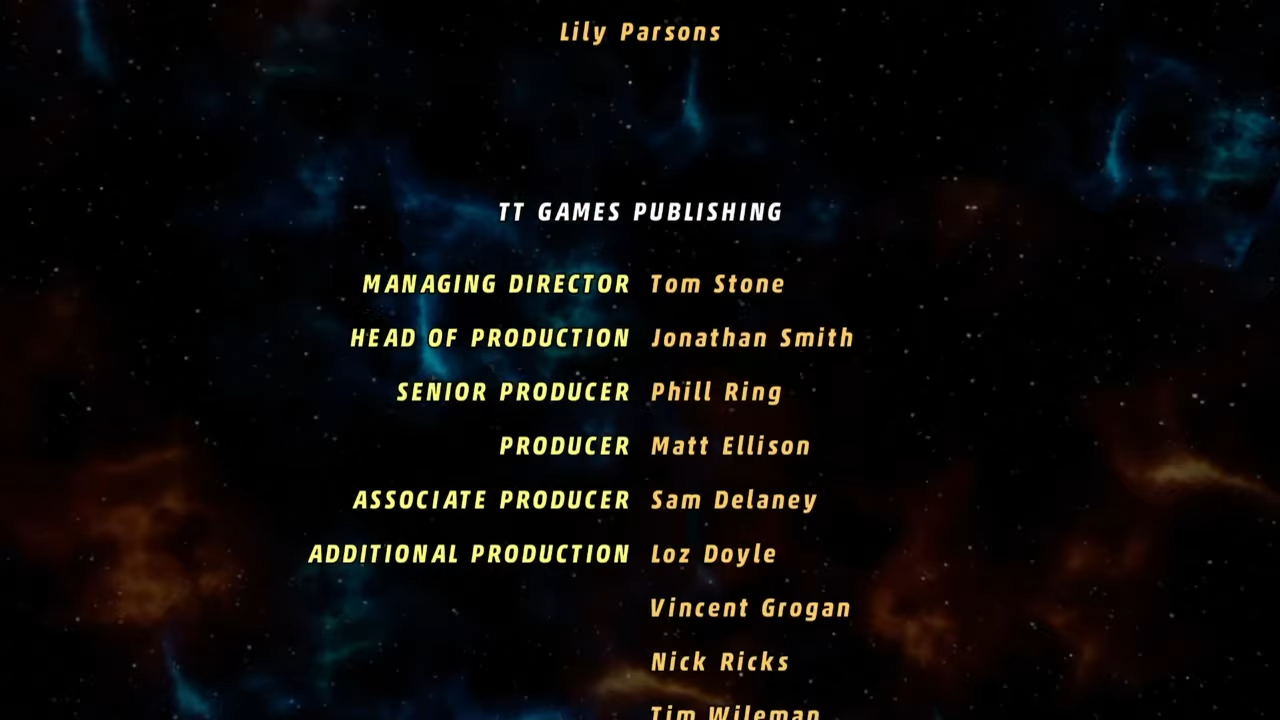 Lily Parsons
TT GAMES PUBLISHING
MANAGING DIRECTOR Tom Stone
HEAD OF PRODUCTION Jonathan Smith
SENIOR PRODUCER Phill Ring
PRODUCER Matt Ellison
ASSOCIATE PRODUCER Sam Delaney
ADDITIONAL PRODUCTION Loz Doyle
Vincent Grogan
Nick Ricks
Tim Wileman